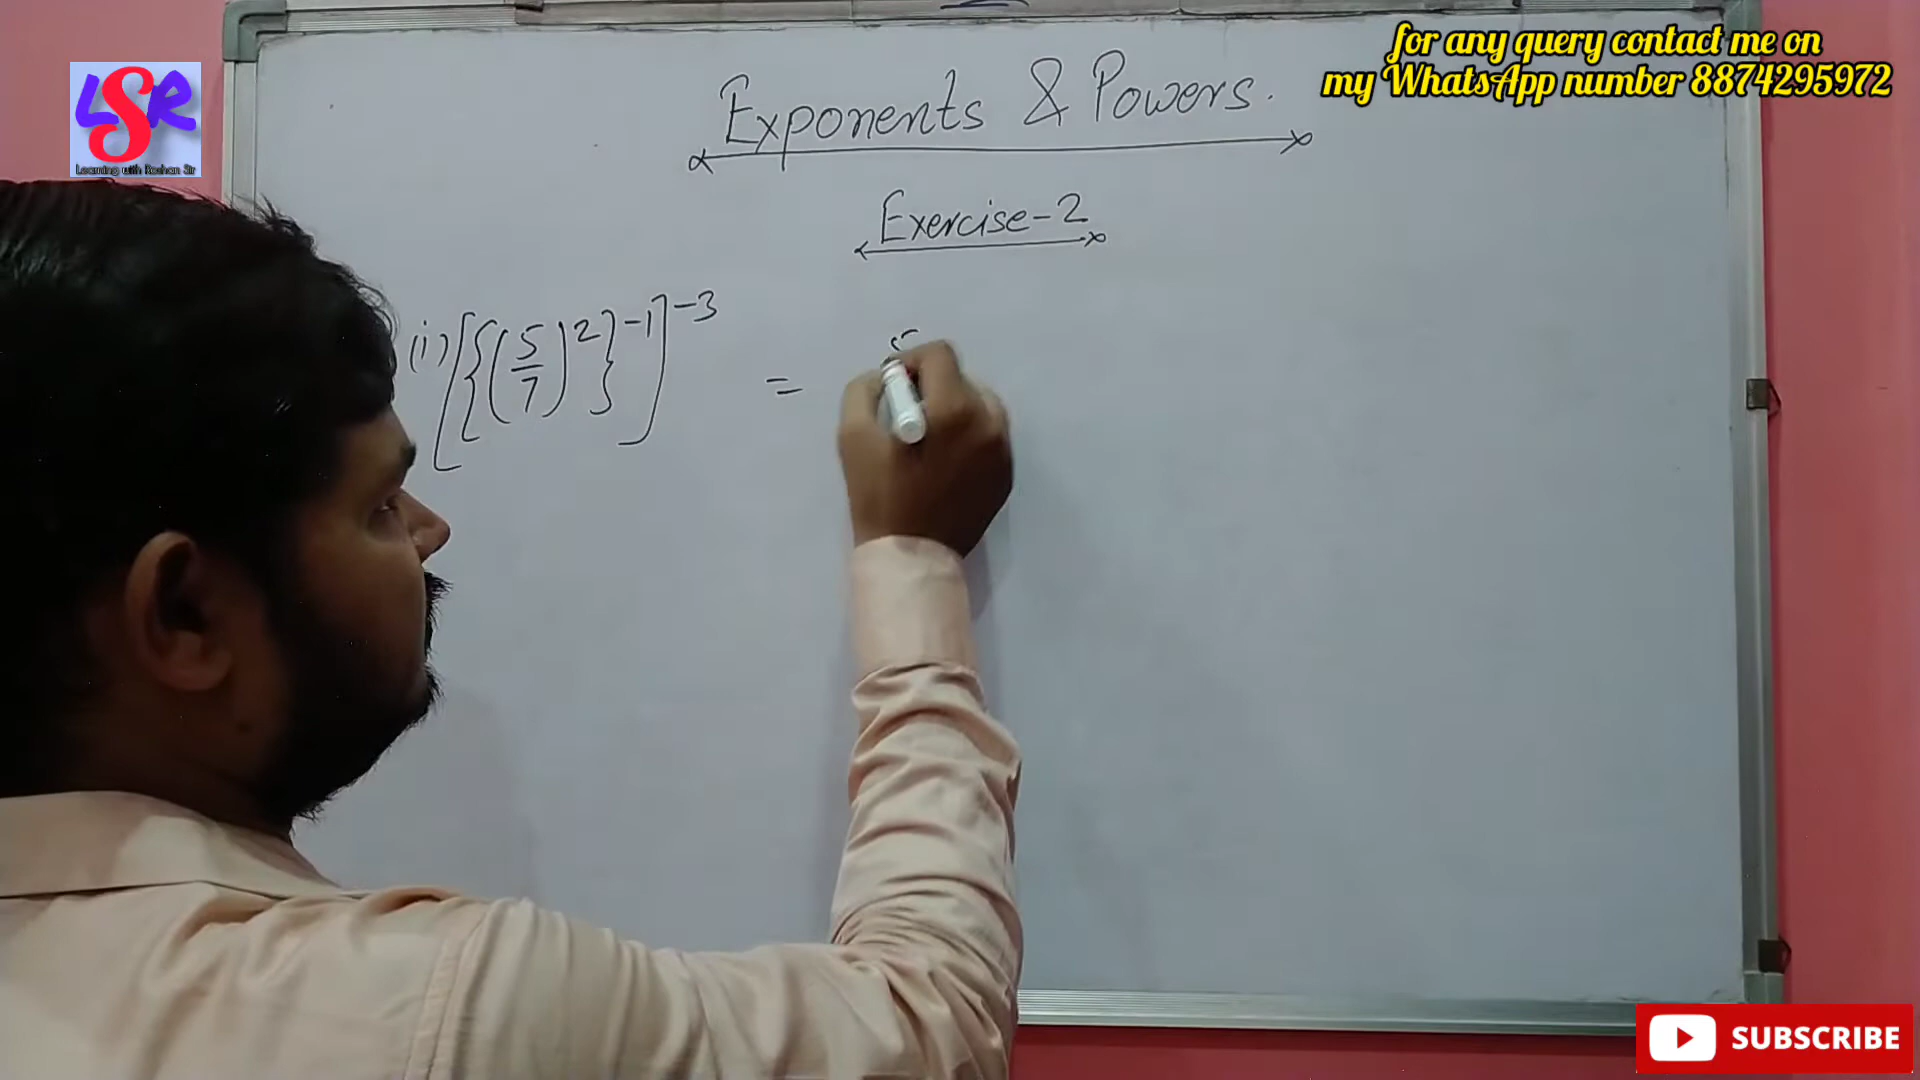 for any query contact me on
my WhatsApp number 8874295972
LSR
Learning with Roshan Sir
Exponents & Powers.
Exercise-2
(i) [{(5/7)^2}^-1]^-3 = 5
SUBSCRIBE